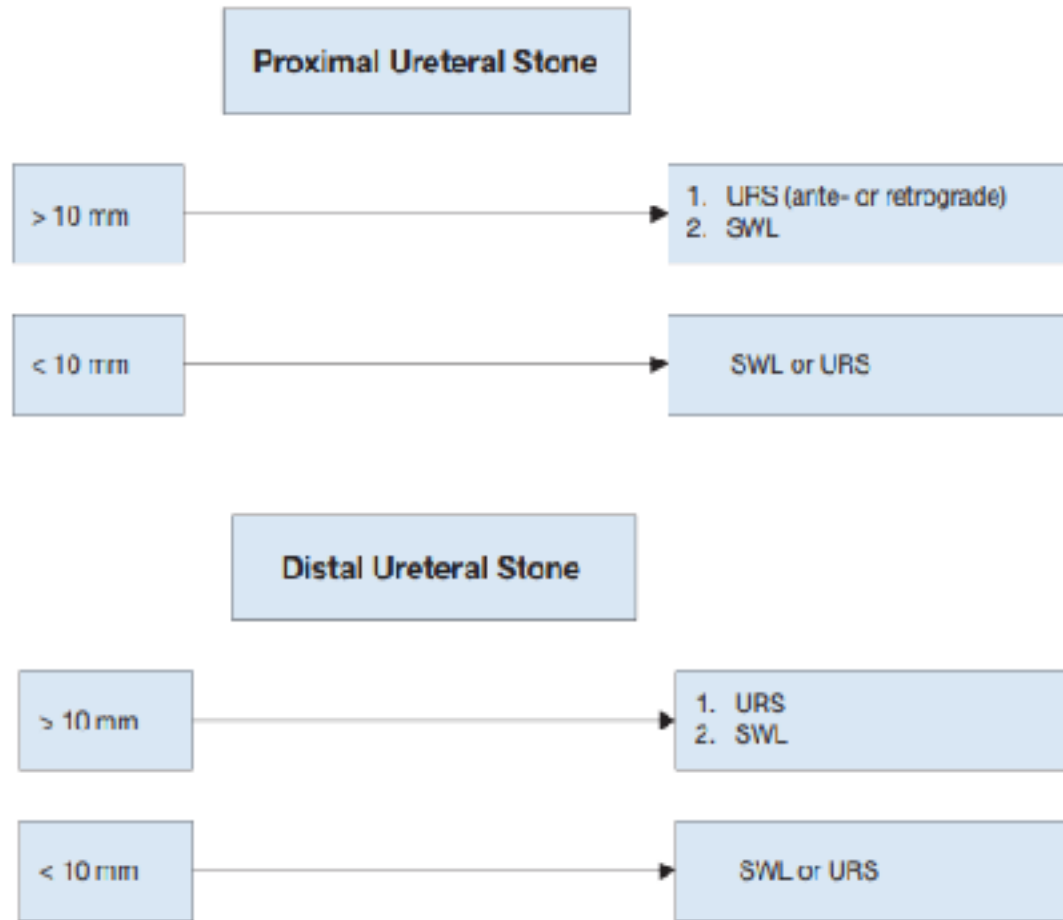 Proximal Ureteral Stone
> 10 mm
1. URS (ante- or retrograde)
2. SWL
< 10 mm
SWL or URS
Distal Ureteral Stone
> 10 mm
1. URS
2. SWL
< 10 mm
SWL or URS